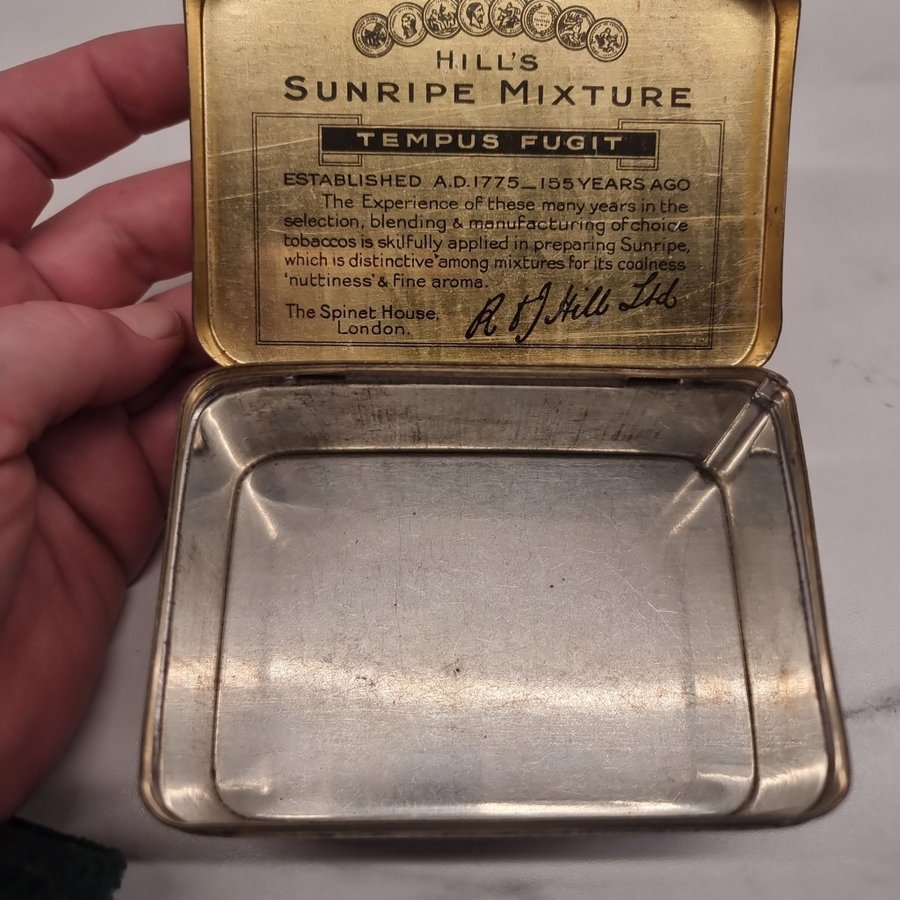 HILL'S
SUNRIPE MIXTURE
TEMPUS FUGIT
ESTABLISHED A.D.1775_155 YEARS AGO
The Experience of these many years in the
selection, blending & manufacturing of choice
tobaccos is skilfully applied in preparing Sunripe,
which is distinctive among mixtures for its coolness
'nuttiness' & fine aroma.
The Spinet House,
London.
R & J Hill Ltd